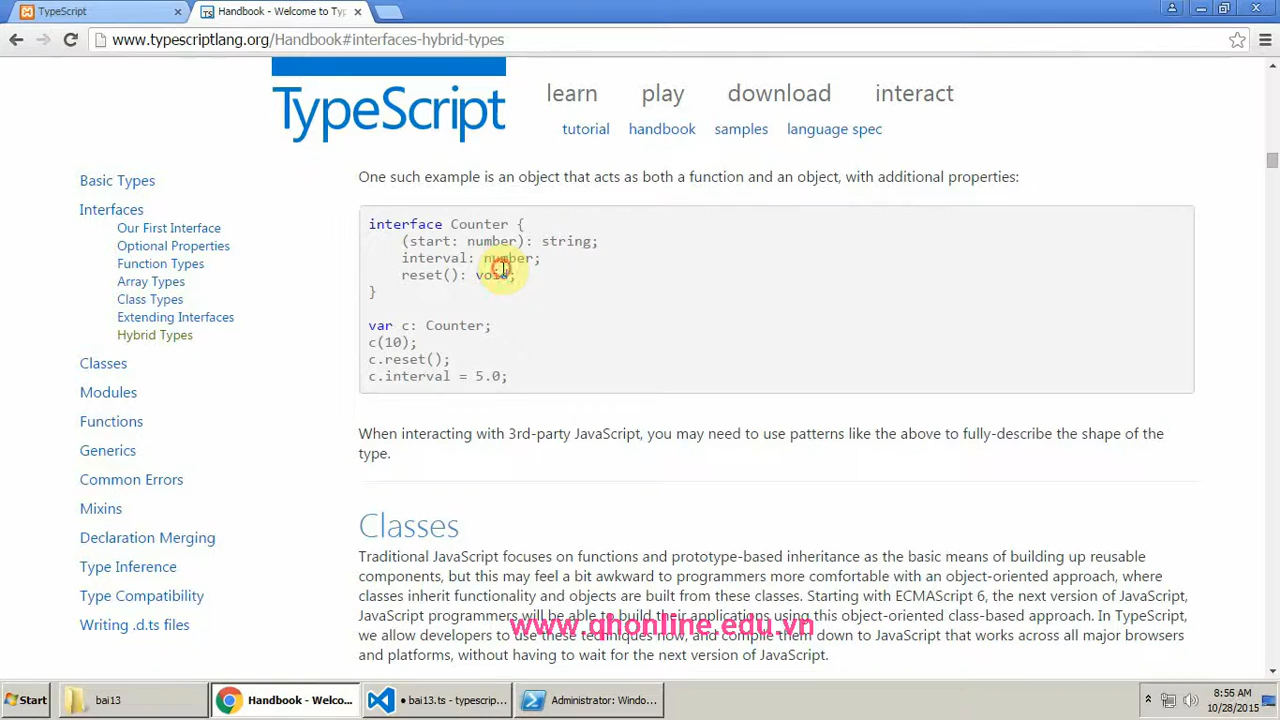 TypeScript
Handbook - Welcome to Typ
www.typescriptlang.org/Handbook#interfaces-hybrid-types
TypeScript
learn play download interact
tutorial handbook samples language spec
Basic Types
Interfaces
Our First Interface
Optional Properties
Function Types
Array Types
Class Types
Extending Interfaces
Hybrid Types
Classes
Modules
Functions
Generics
Common Errors
Mixins
Declaration Merging
Type Inference
Type Compatibility
Writing .d.ts files
One such example is an object that acts as both a function and an object, with additional properties:
interface Counter {
(start: number): string;
interval: number;
reset(): void;
}
var c: Counter;
c(10);
c.reset();
c.interval = 5.0;
When interacting with 3rd-party JavaScript, you may need to use patterns like the above to fully-describe the shape of the
type.
Classes
Traditional JavaScript focuses on functions and prototype-based inheritance as the basic means of building up reusable
components, but this may feel a bit awkward to programmers more comfortable with an object-oriented approach, where
classes inherit functionality and objects are built from these classes. Starting with ECMAScript 6, the next version of JavaScript,
JavaScript programmers will be able to build their applications using this object-oriented class-based approach. In TypeScript,
we allow developers to use these techniques now, and compile them down to JavaScript that works across all major browsers
and platforms, without having to wait for the next version of JavaScript.
www.qhonline.edu.vn
Start
bai13
Handbook - Welco...
• bai13.ts - typescrip...
Administrator: Windo...
8:56 AM
10/28/2015